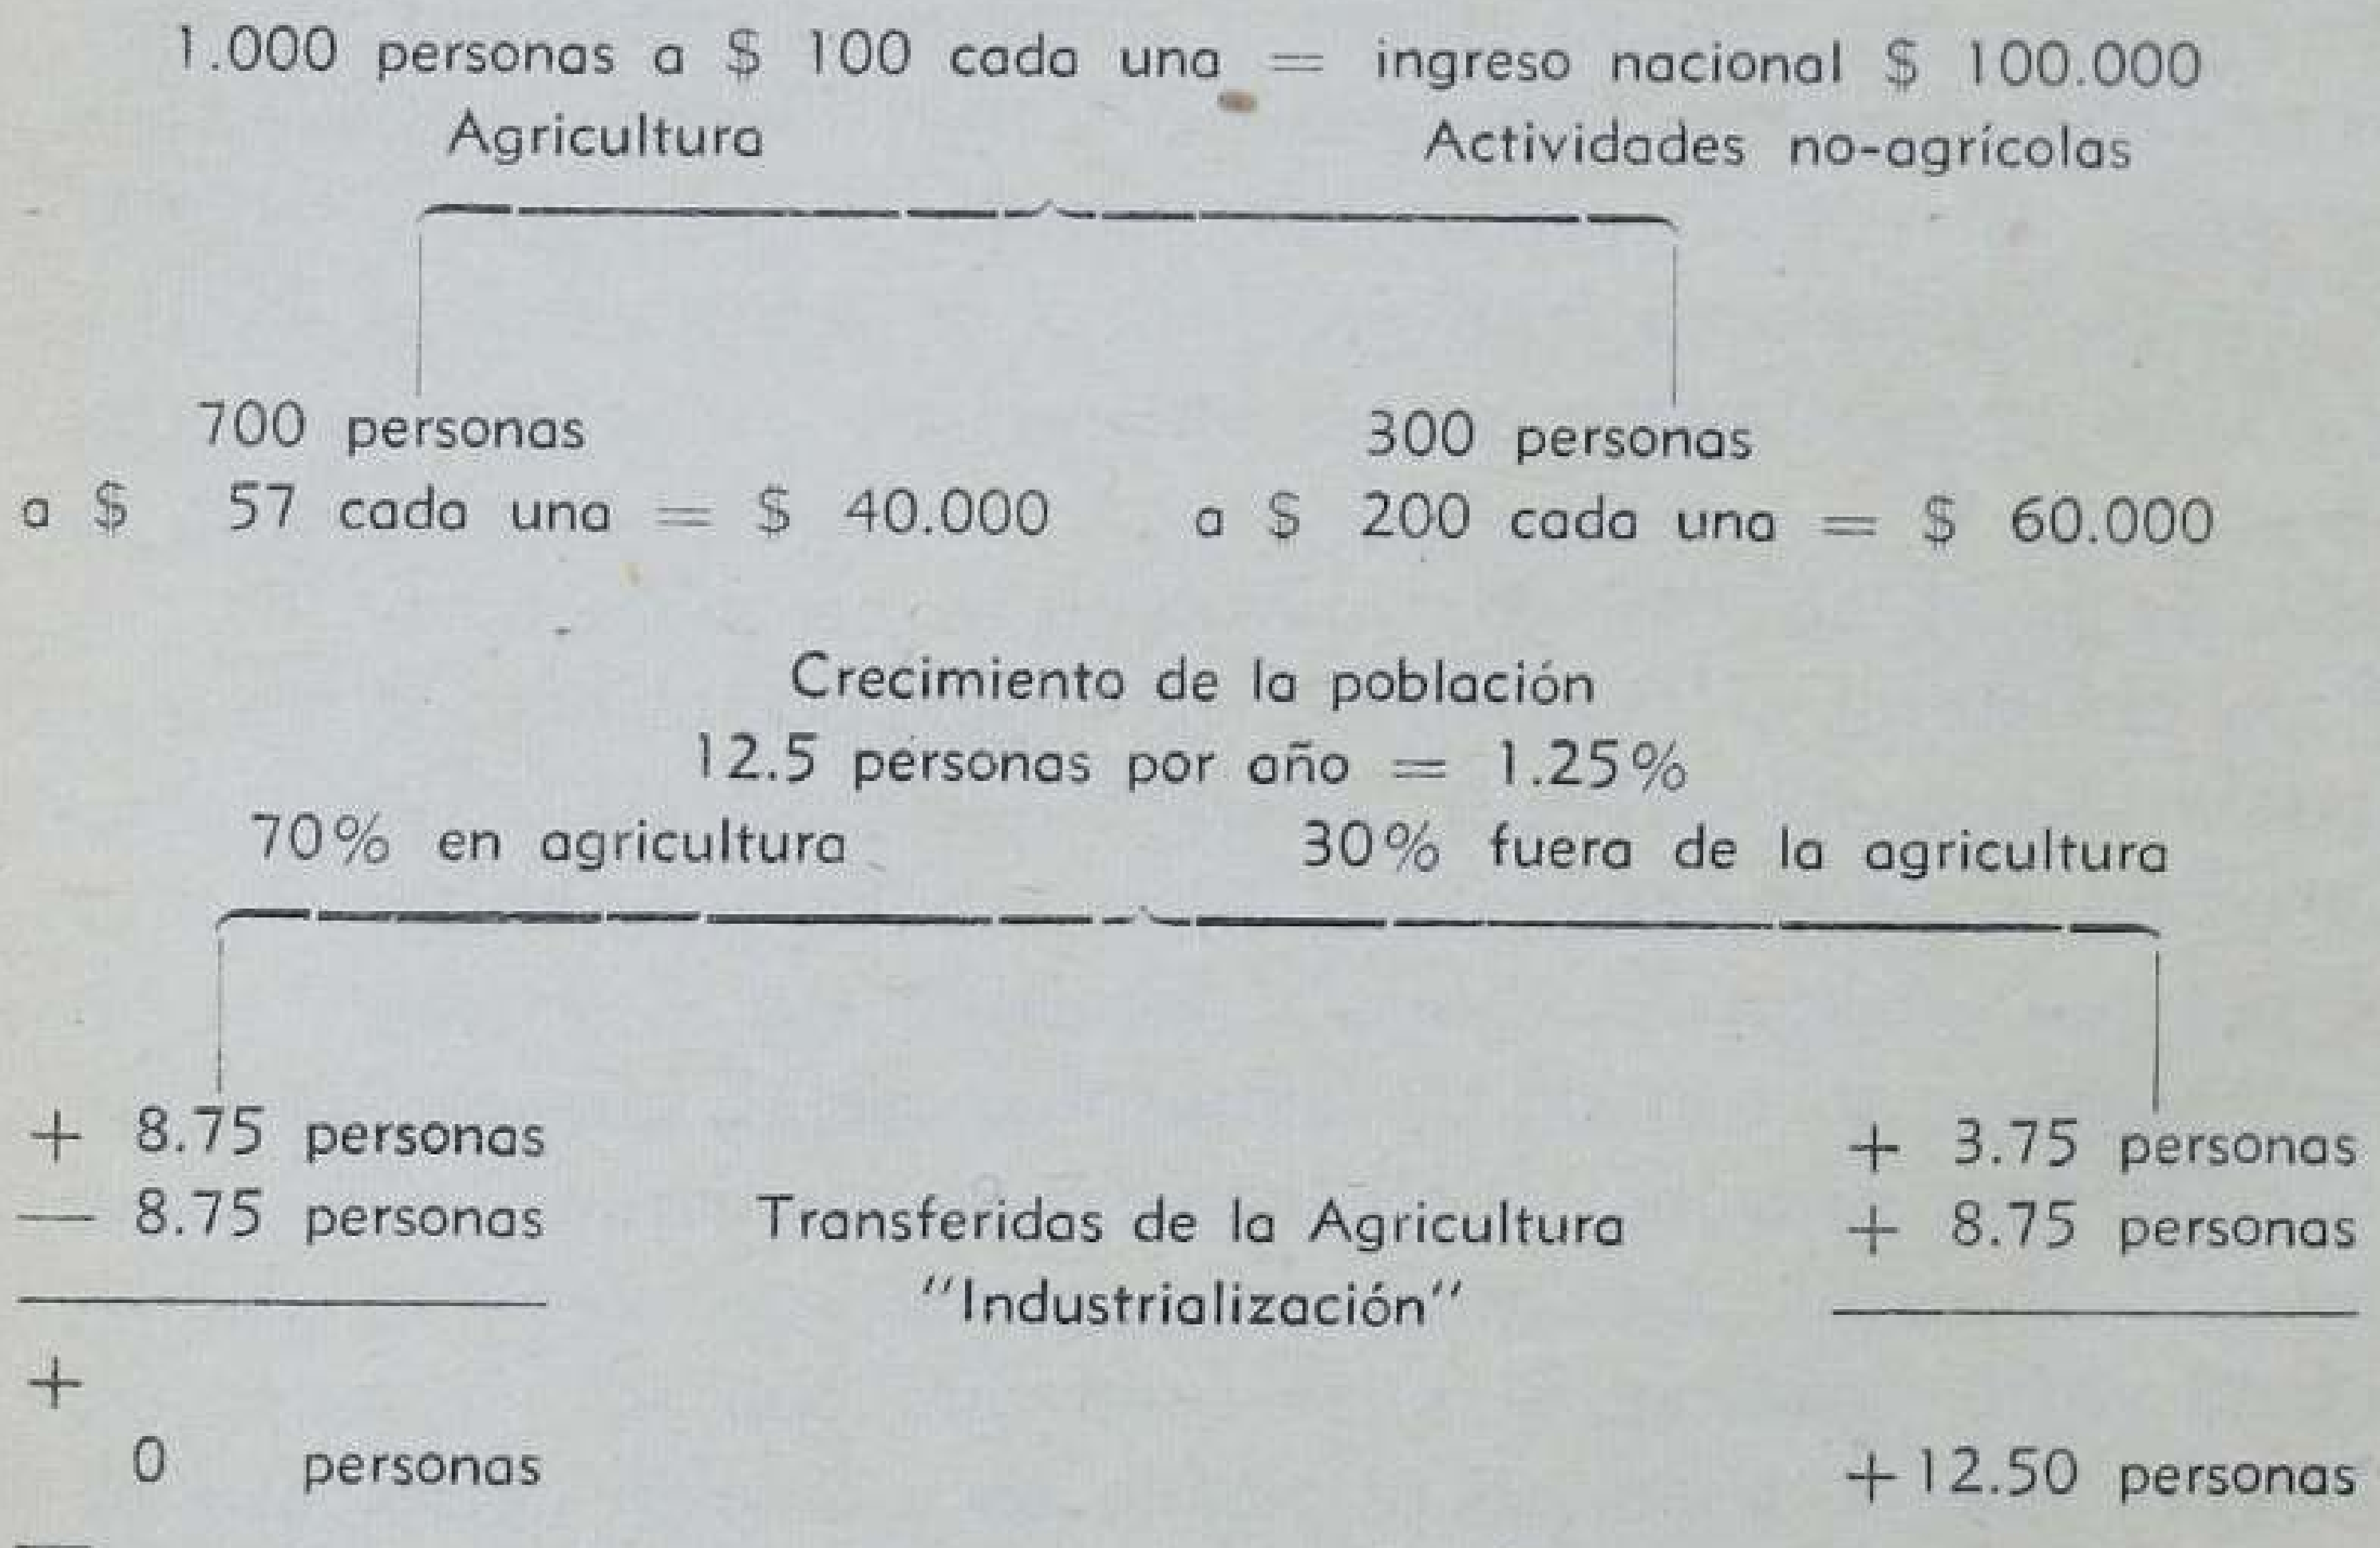 1.000 personas a $ 100 cada una = ingreso nacional $ 100.000
Agricultura Actividades no-agrícolas
700 personas 300 personas
a $ 57 cada una = $ 40.000 a $ 200 cada una = $ 60.000
Crecimiento de la población
12.5 personas por año = 1.25%
70% en agricultura 30% fuera de la agricultura
+ 8.75 personas + 3.75 personas
— 8.75 personas Transferidas de la Agricultura + 8.75 personas
"Industrialización"
+
0 personas +12.50 personas